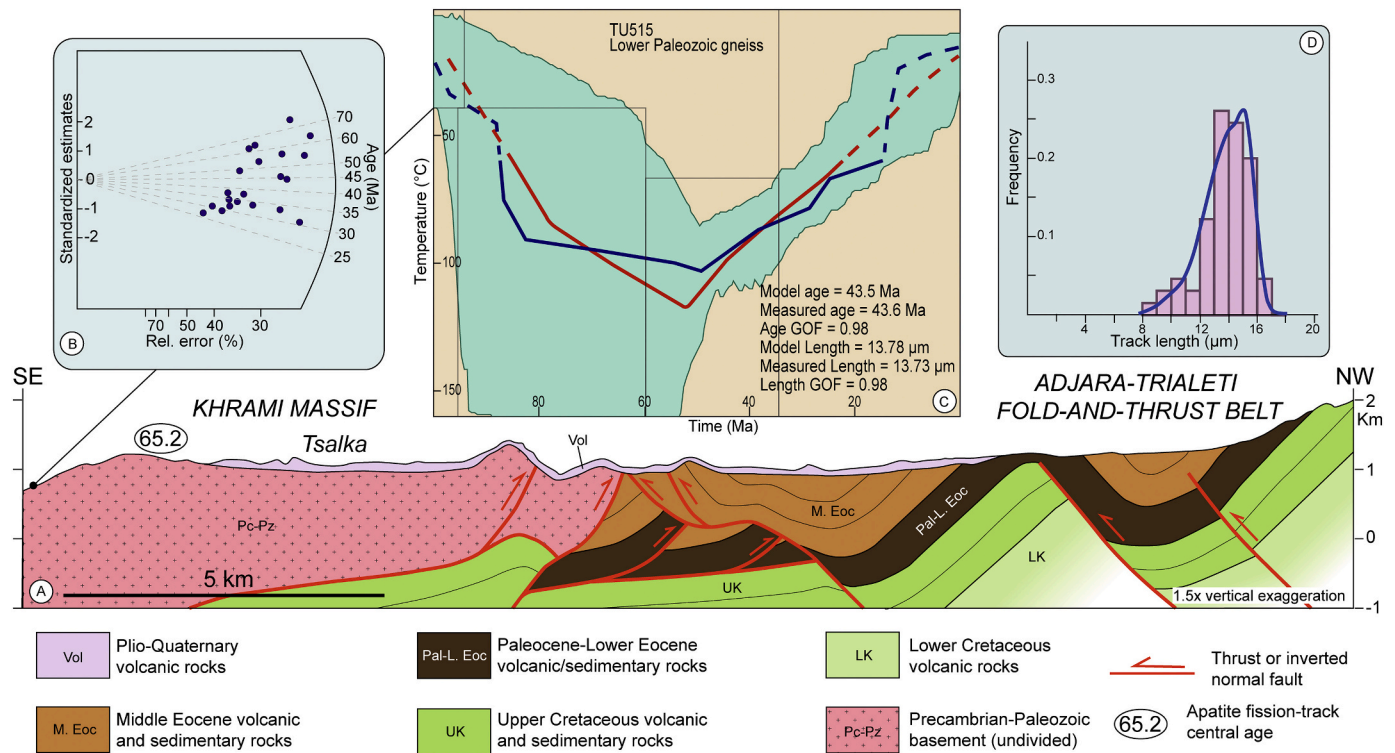 B
Standardized estimates
2
1
0
-1
-2
70
60
50
45
40
35
30
25
Age (Ma)
70
50
40
30
Rel. error (%)
C
TU515
Lower Paleozoic gneiss
Temperature (°C)
50
-100
-150
80
60
40
20
Time (Ma)
Model age = 43.5 Ma
Measured age = 43.6 Ma
Age GOF = 0.98
Model Length = 13.78 µm
Measured Length = 13.73 µm
Length GOF = 0.98
D
Frequency
0.3
0.2
0.1
4
8
12
16
20
Track length (µm)
SE
KHRAMI MASSIF
65.2
Tsalka
Vol
ADJARA-TRIALETI
FOLD-AND-THRUST BELT
NW
2
Km
1
0
-1
Pc-Pz
M. Eoc
Pal-L. Eoc
LK
UK
A
5 km
1.5x vertical exaggeration
Vol
Plio-Quaternary
volcanic rocks
Pal-L. Eoc
Paleocene-Lower Eocene
volcanic/sedimentary rocks
LK
Lower Cretaceous
volcanic rocks
Thrust or inverted
normal fault
M. Eoc
Middle Eocene volcanic
and sedimentary rocks
UK
Upper Cretaceous volcanic
and sedimentary rocks
Pc-Pz
Precambrian-Paleozoic
basement (undivided)
65.2
Apatite fission-track
central age